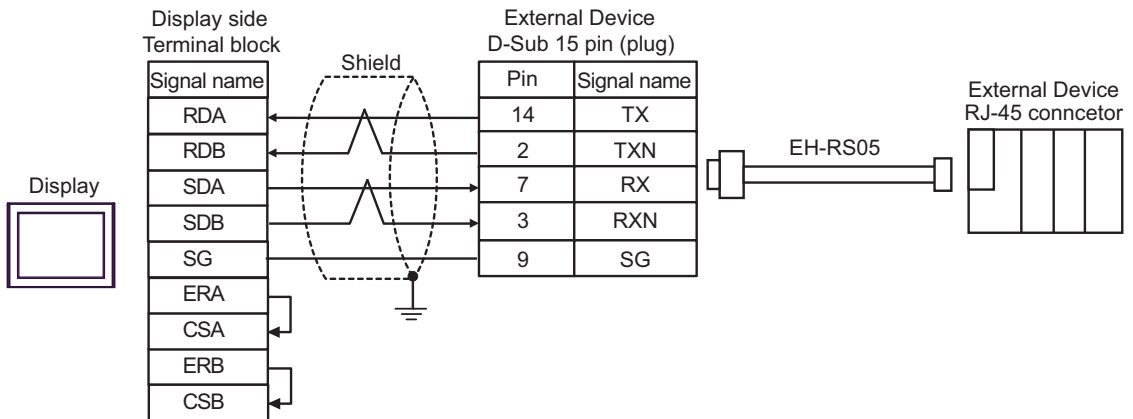 Display side
Terminal block
Signal name
RDA
RDB
SDA
SDB
SG
ERA
CSA
ERB
CSB
Display
Shield
External Device
D-Sub 15 pin (plug)
Pin Signal name
14 TX
2 TXN
7 RX
3 RXN
9 SG
EH-RS05
External Device
RJ-45 conncetor